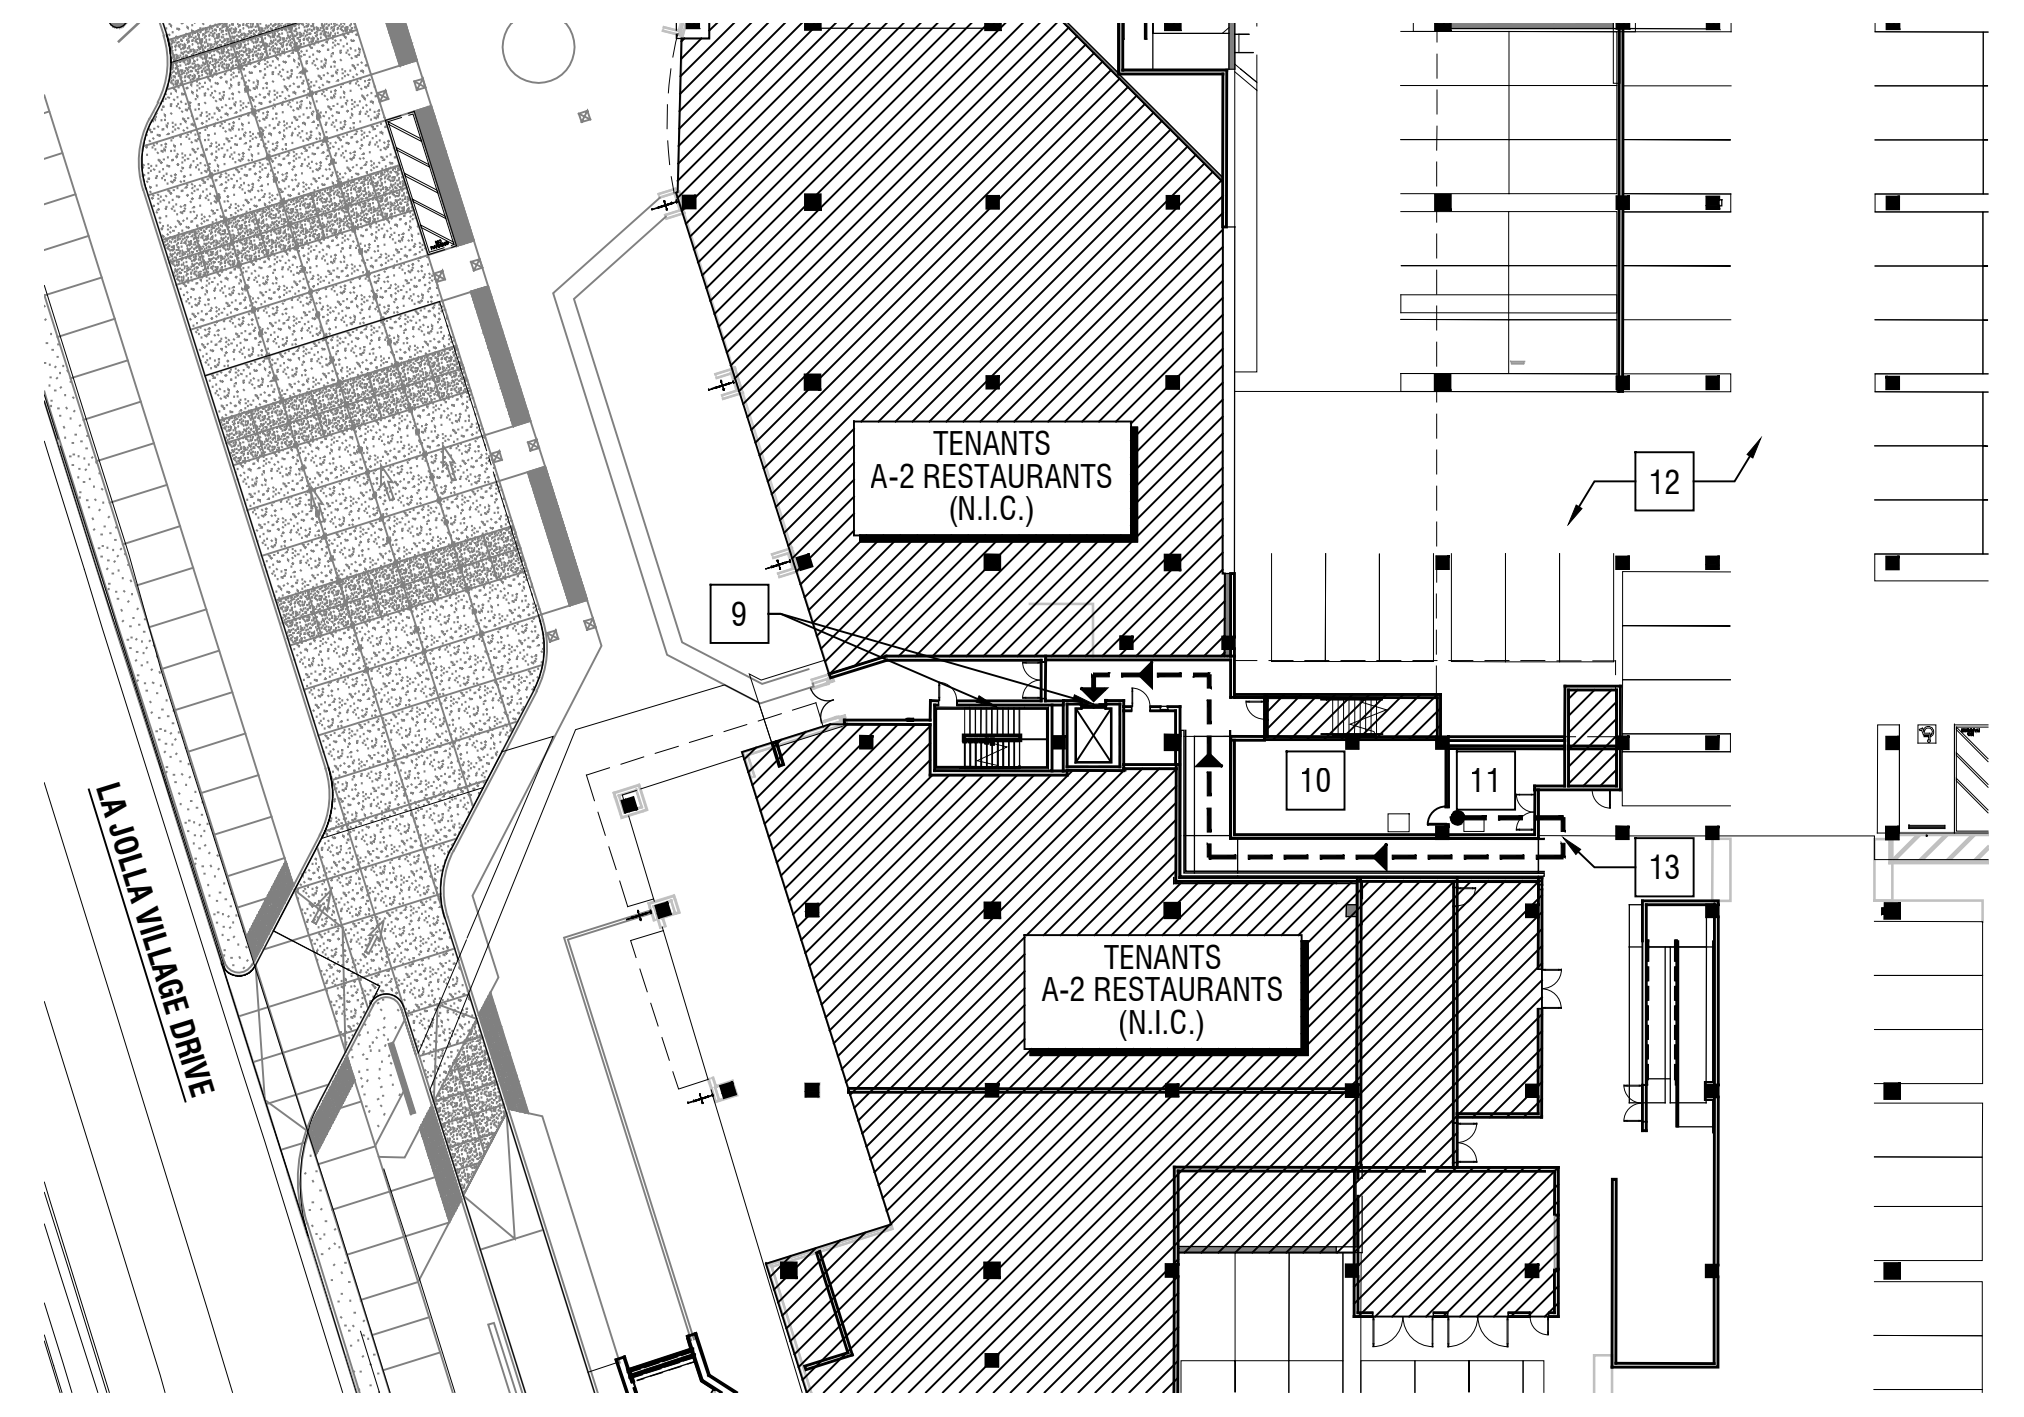 TENANTS
A-2 RESTAURANTS
(N.I.C.)
12
9
10
11
13
LA JOLLA VILLAGE DRIVE
TENANTS
A-2 RESTAURANTS
(N.I.C.)